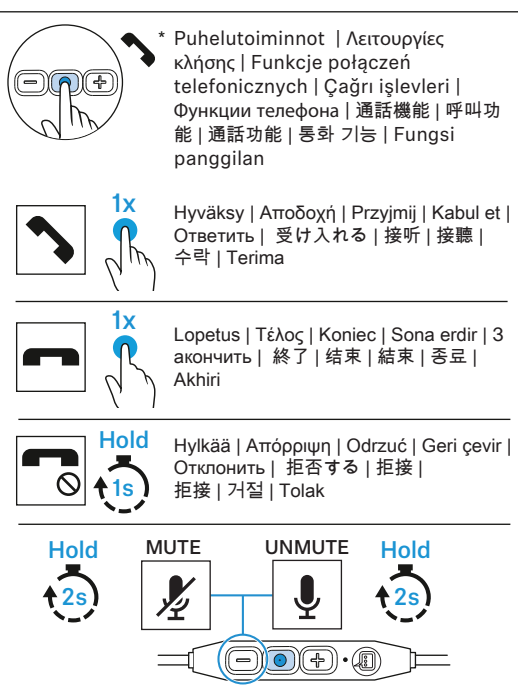 * Puhelutoiminnot | Λειτουργίες
κλήσης | Funkcje połączeń
telefonicznych | Çağrı işlevleri |
Функции телефона | 通話機能 | 呼叫功
能 | 通話功能 | 통화 기능 | Fungsi
panggilan
1x
Hyväksy | Αποδοχή | Przyjmij | Kabul et |
Ответить | 受け入れる | 接听 | 接聽 |
수락 | Terima
1x
Lopetus | Τέλος | Koniec | Sona erdir | З
акончить | 終了 | 结束 | 結束 | 종료 |
Akhiri
Hold
1s
Hylkää | Απόρριψη | Odrzuć | Geri çevir |
Отклонить | 拒否する | 拒接 |
拒接 | 거절 | Tolak
Hold MUTE UNMUTE Hold
2s 2s